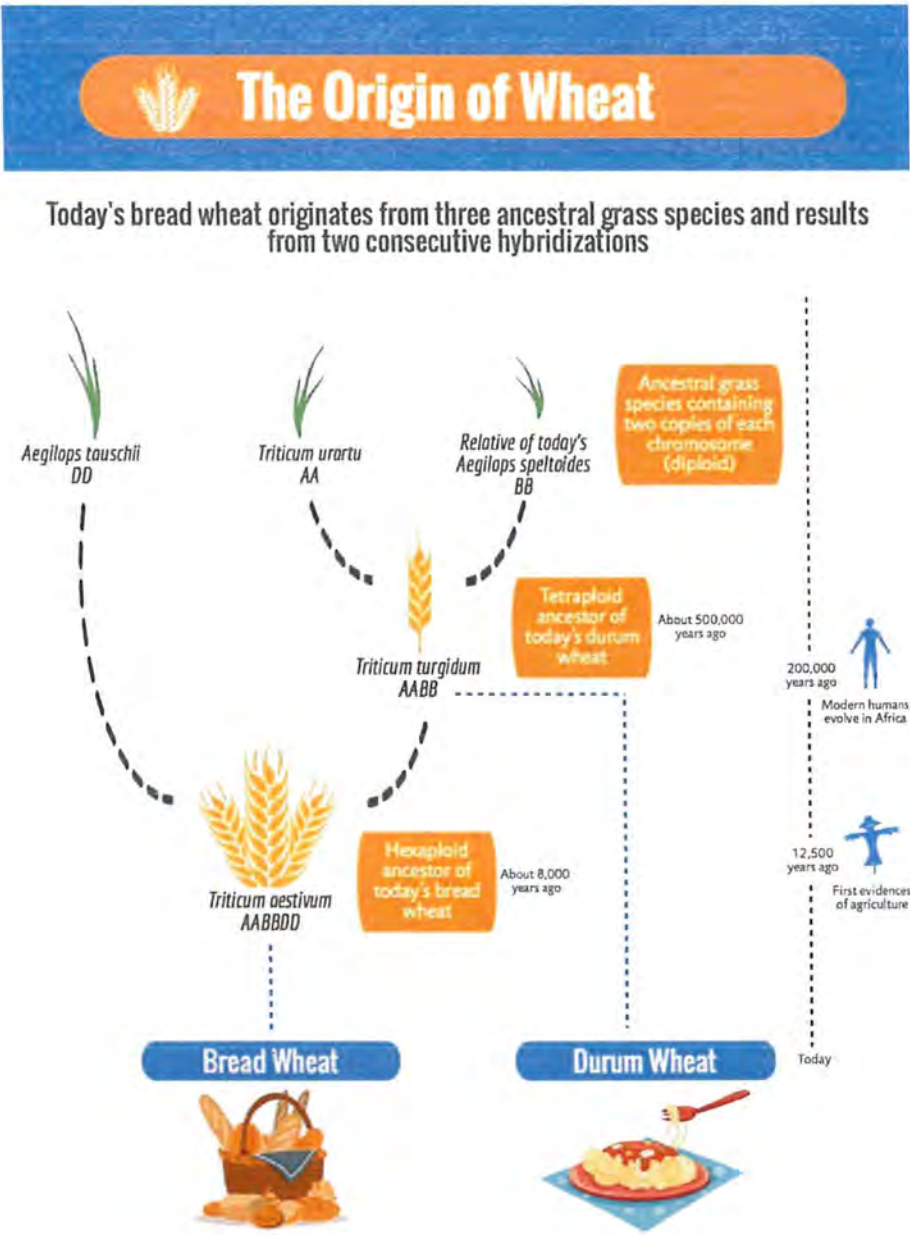 The Origin of Wheat
Today's bread wheat originates from three ancestral grass species and results
from two consecutive hybridizations
Aegilops tauschii
DD
Triticum urartu
AA
Relative of today's
Aegilops speltoides
BB
Ancestral grass
species containing
two copies of each
chromosome
(diploid)
Triticum turgidum
AABB
Tetraploid
ancestor of
today's durum
wheat
About 500,000
years ago
200,000
years ago
Modern humans
evolve in Africa
Triticum aestivum
AABBDD
Hexaploid
ancestor of
today's bread
wheat
About 8,000
years ago
12,500
years ago
First evidences
of agriculture
Bread Wheat
Durum Wheat
Today